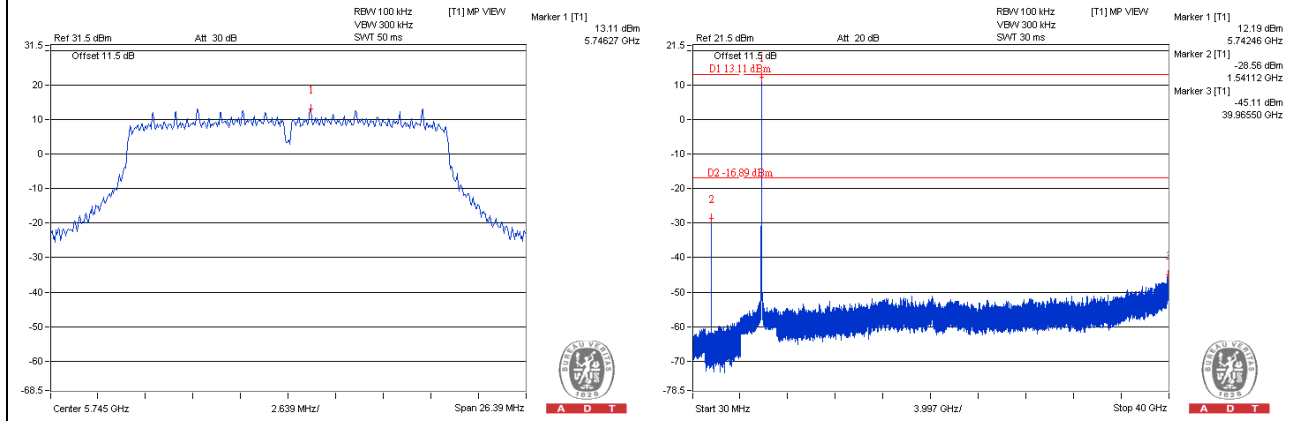 RBW 100 kHz
VBW 300 kHz
SWT 50 ms
[T1] MP VIEW
Ref 31.5 dBm
Att 30 dB
Marker 1 [T1]
13.11 dBm
5.74627 GHz
31.5
Offset 11.5 dB
20
1
10
0
-10
-20
-30
-40
-50
-60
-68.5
Center 5.745 GHz
2.639 MHz/
Span 26.39 MHz
BUREAU VERITAS
1828
A D T
RBW 100 kHz
VBW 300 kHz
SWT 30 ms
[T1] MP VIEW
Ref 21.5 dBm
Att 20 dB
Marker 1 [T1]
12.19 dBm
5.74246 GHz
Marker 2 [T1]
-28.56 dBm
1.54112 GHz
Marker 3 [T1]
-45.11 dBm
39.96550 GHz
21.5
Offset 11.5 dB
1
D1 13.11 dBm
10
0
-10
D2 -16.89 dBm
-20
2
-30
-40
-50
-60
-70
-78.5
Start 30 MHz
3.997 GHz/
Stop 40 GHz
BUREAU VERITAS
1828
A D T